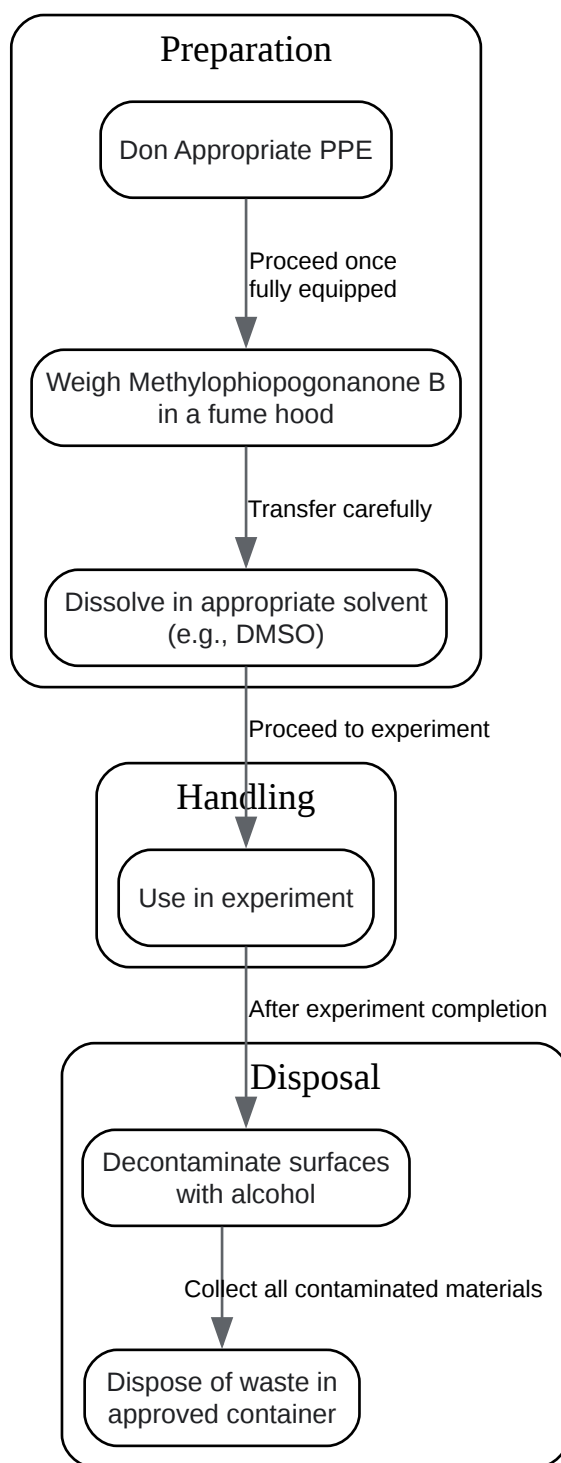 Preparation
Don Appropriate PPE
Proceed once
fully equipped
Weigh Methylophiopogonanone B
in a fume hood
Transfer carefully
Dissolve in appropriate solvent
(e.g., DMSO)
Proceed to experiment
Handling
Use in experiment
After experiment completion
Disposal
Decontaminate surfaces
with alcohol
Collect all contaminated materials
Dispose of waste in
approved container